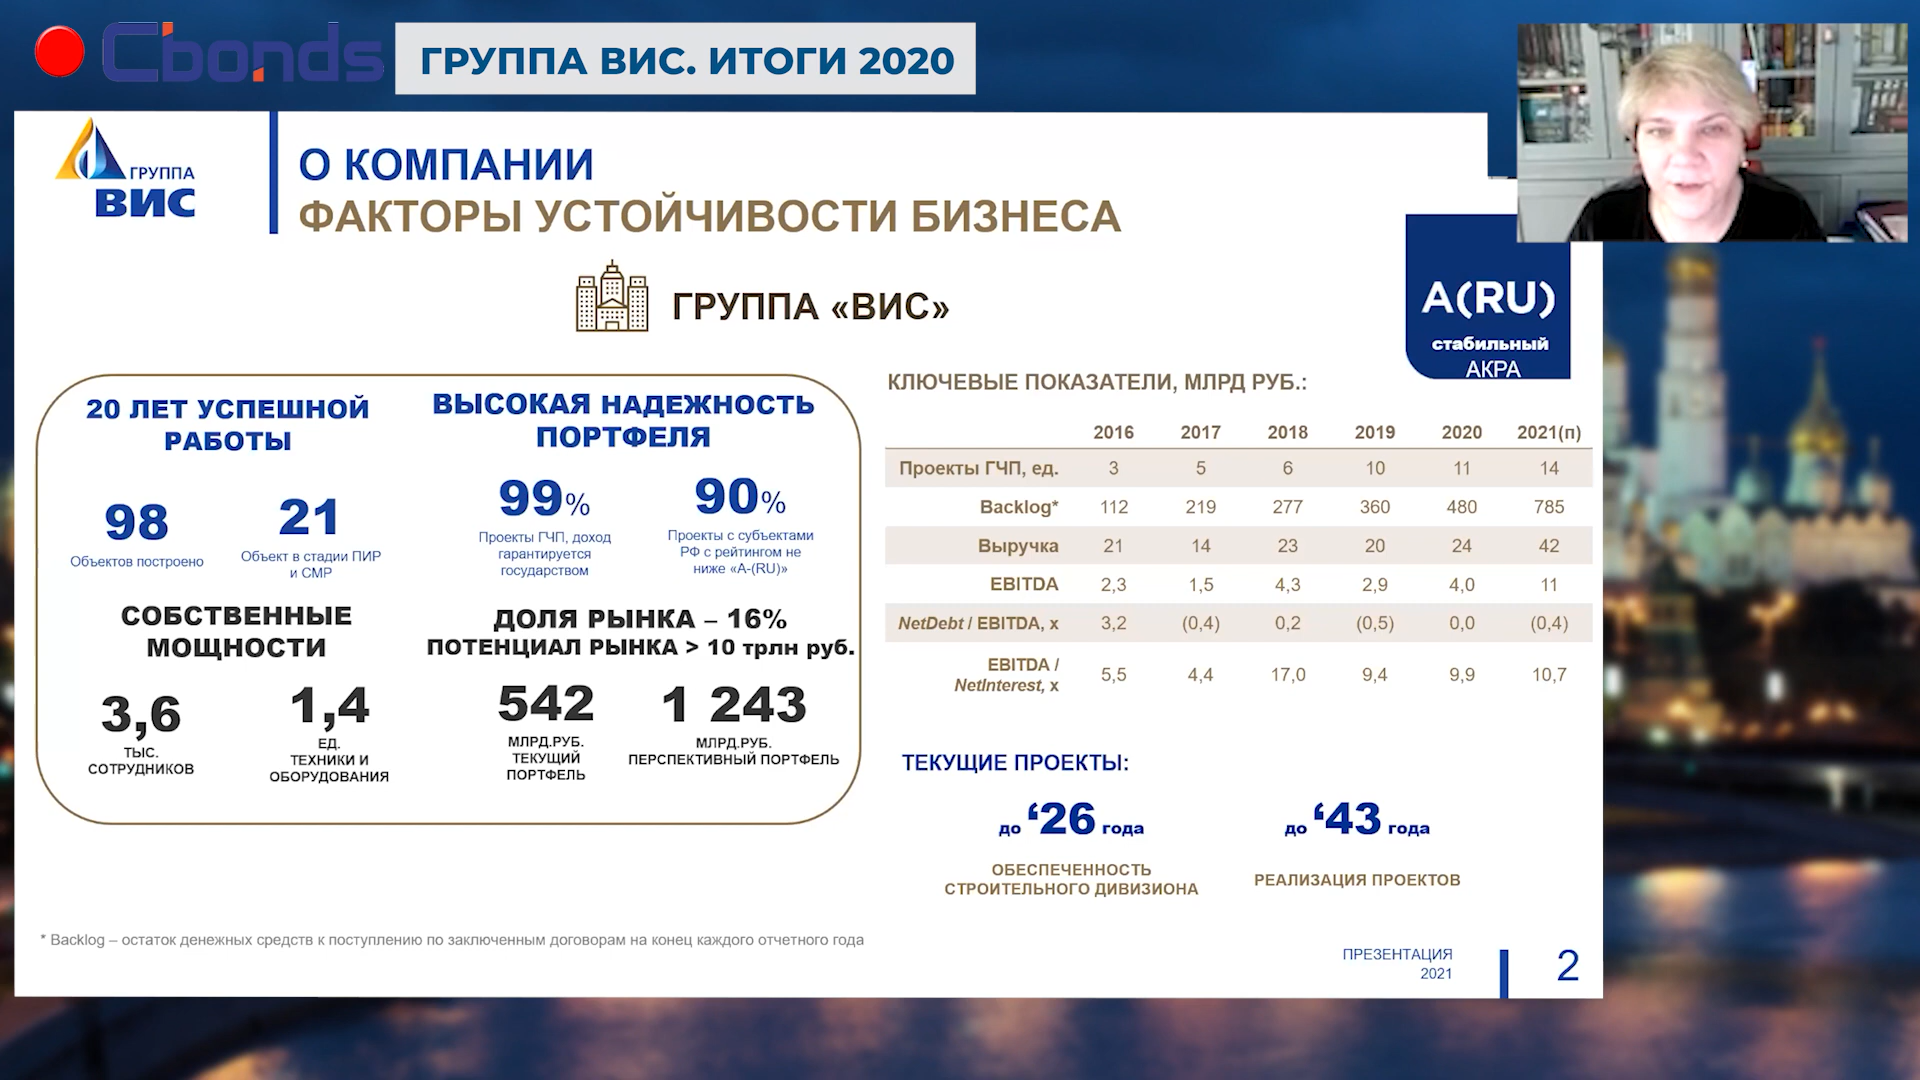 Cbonds
ГРУППА ВИС. ИТОГИ 2020
ГРУППА
ВИС
О КОМПАНИИ
ФАКТОРЫ УСТОЙЧИВОСТИ БИЗНЕСА
ГРУППА «ВИС»
A(RU)
стабильный
АКРА
20 ЛЕТ УСПЕШНОЙ
РАБОТЫ
98
Объектов построено
21
Объект в стадии ПИР
и СМР
ВЫСОКАЯ НАДЕЖНОСТЬ
ПОРТФЕЛЯ
99%
Проекты ГЧП, доход
гарантируется
государством
90%
Проекты с субъектами
РФ с рейтингом не
ниже «A-(RU)»
СОБСТВЕННЫЕ
МОЩНОСТИ
3,6
ТЫС.
СОТРУДНИКОВ
1,4
ЕД.
ТЕХНИКИ И
ОБОРУДОВАНИЯ
ДОЛЯ РЫНКА – 16%
ПОТЕНЦИАЛ РЫНКА > 10 трлн руб.
542
МЛРД.РУБ.
ТЕКУЩИЙ
ПОРТФЕЛЬ
1 243
МЛРД.РУБ.
ПЕРСПЕКТИВНЫЙ ПОРТФЕЛЬ
КЛЮЧЕВЫЕ ПОКАЗАТЕЛИ, МЛРД РУБ.:
2016 2017 2018 2019 2020 2021(п)
Проекты ГЧП, ед. 3 5 6 10 11 14
Backlog* 112 219 277 360 480 785
Выручка 21 14 23 20 24 42
EBITDA 2,3 1,5 4,3 2,9 4,0 11
NetDebt / EBITDA, x 3,2 (0,4) 0,2 (0,5) 0,0 (0,4)
EBITDA /
NetInterest, x 5,5 4,4 17,0 9,4 9,9 10,7
ТЕКУЩИЕ ПРОЕКТЫ:
до ‘26 года
ОБЕСПЕЧЕННОСТЬ
СТРОИТЕЛЬНОГО ДИВИЗИОНА
до ‘43 года
РЕАЛИЗАЦИЯ ПРОЕКТОВ
* Backlog – остаток денежных средств к поступлению по заключенным договорам на конец каждого отчетного года
ПРЕЗЕНТАЦИЯ
2021
2